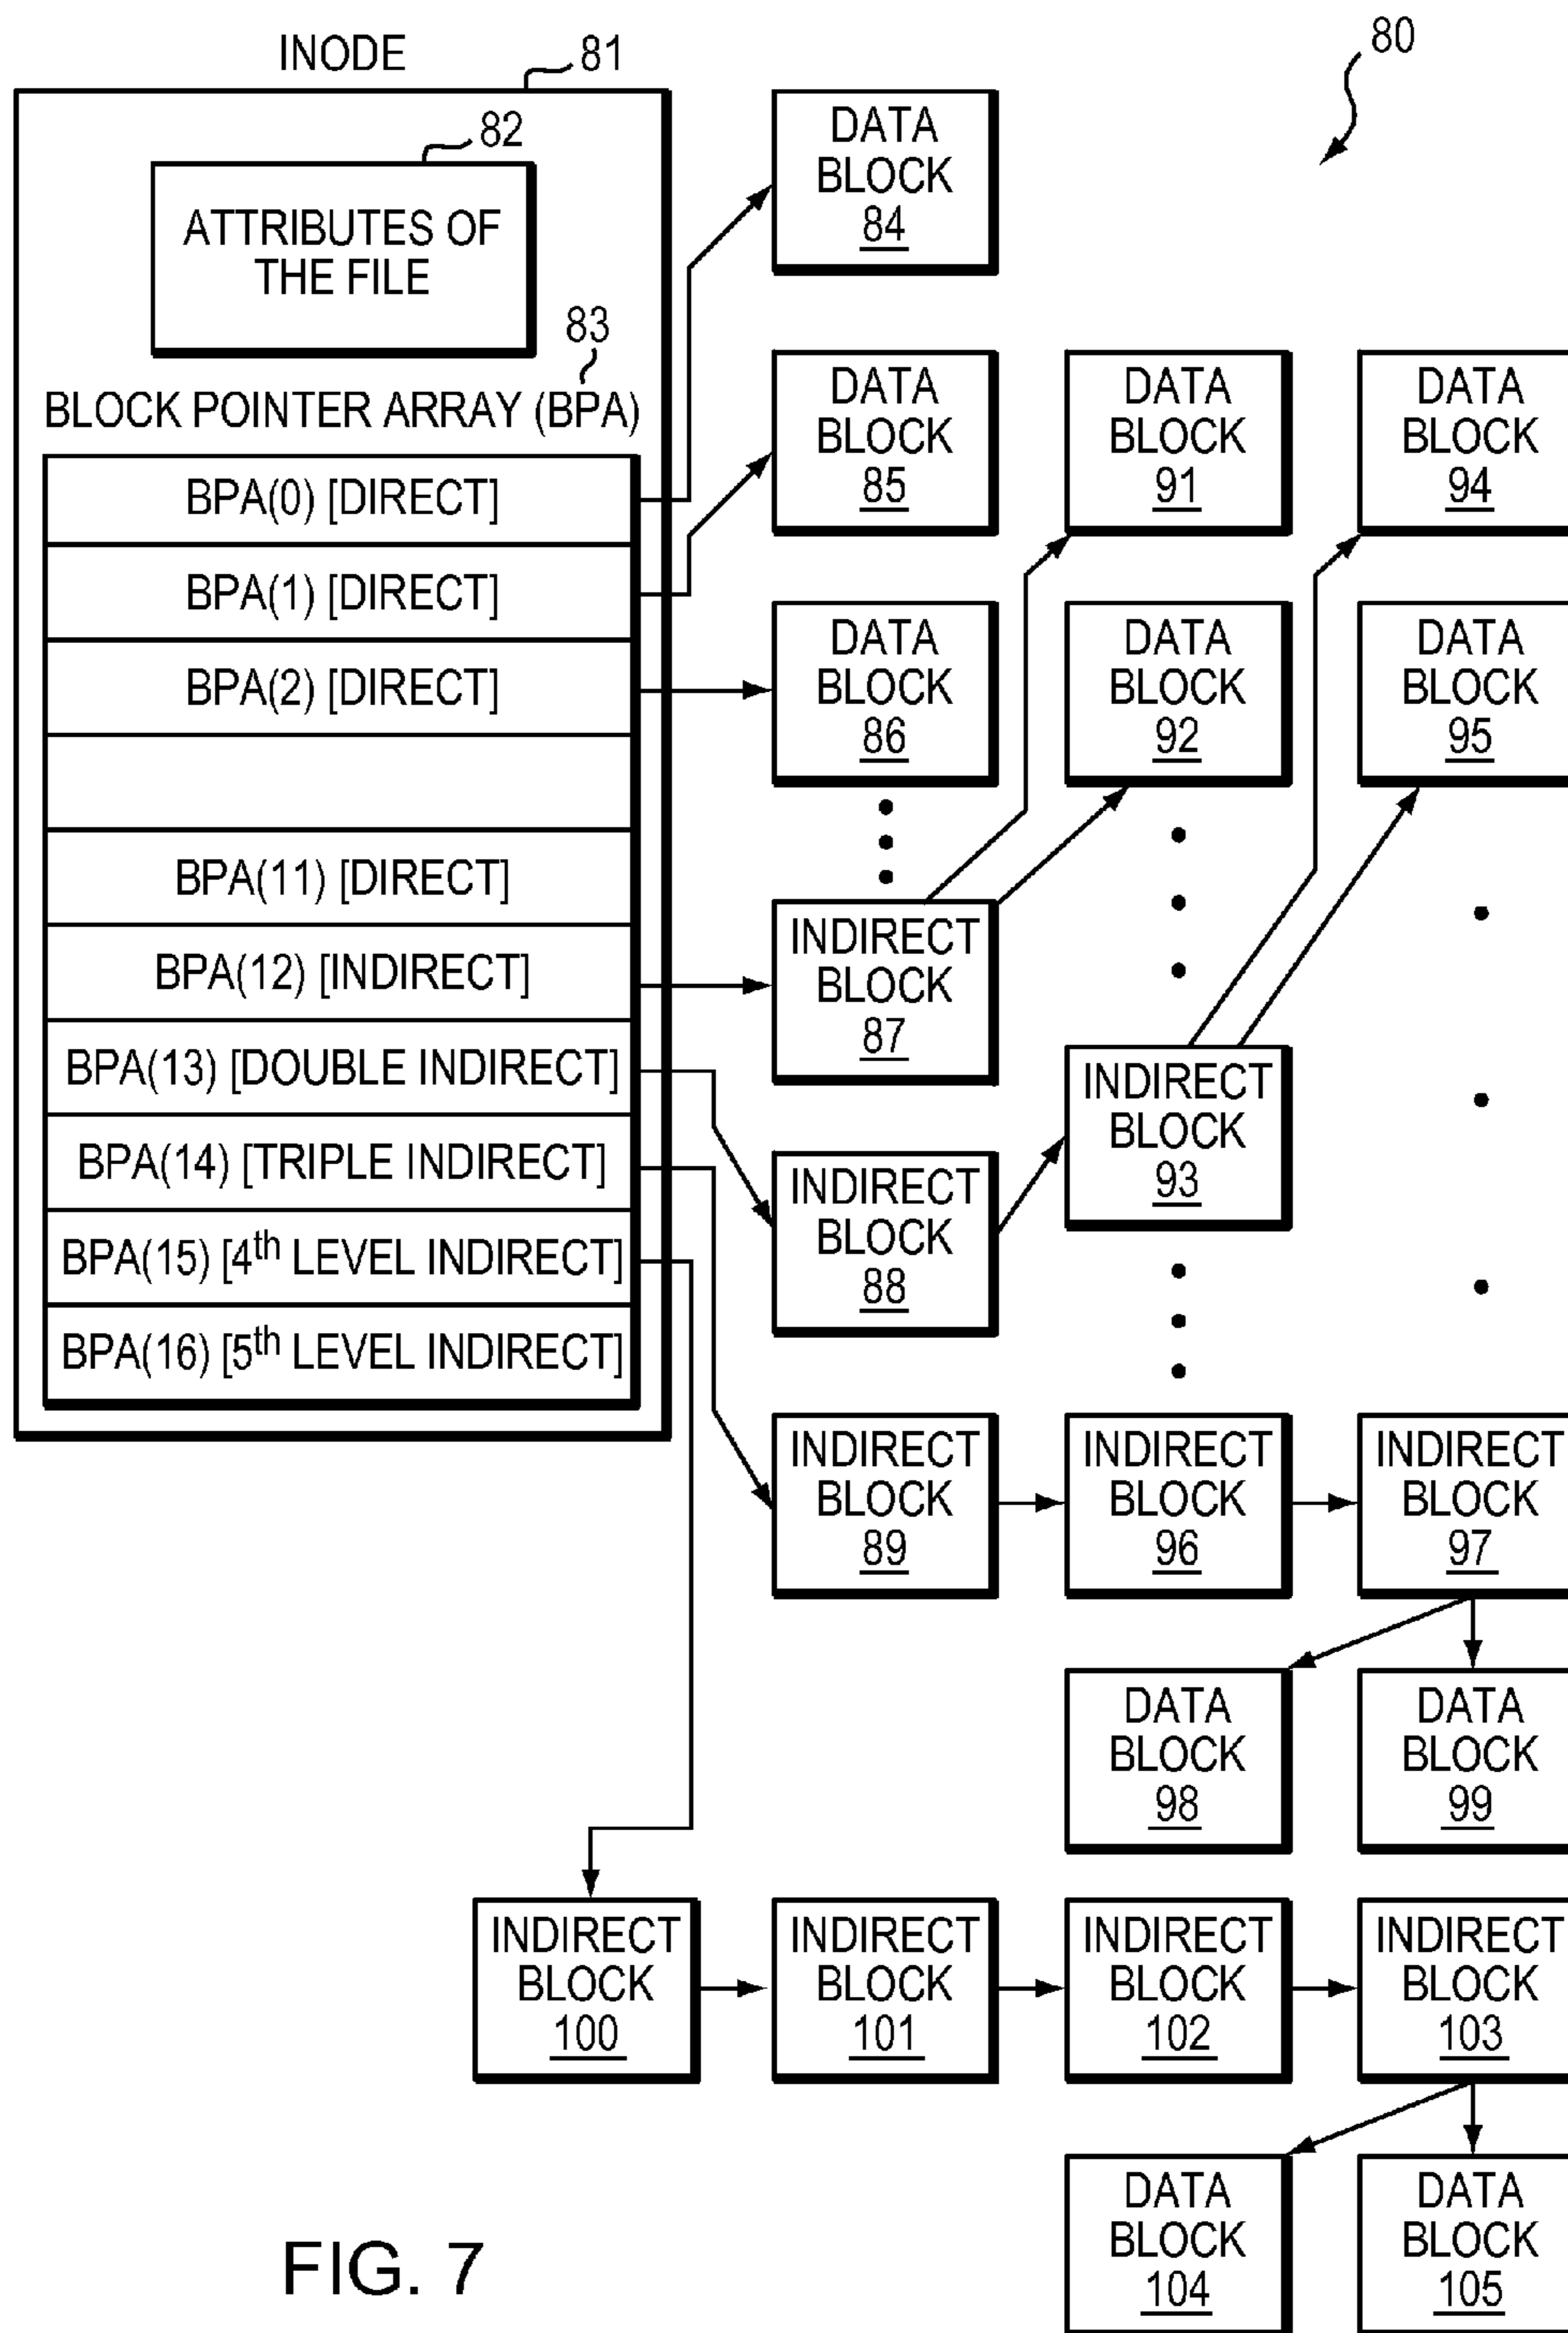 INODE
81
80
82
ATTRIBUTES OF
THE FILE
83
BLOCK POINTER ARRAY (BPA)
BPA(0) [DIRECT]
BPA(1) [DIRECT]
BPA(2) [DIRECT]
BPA(11) [DIRECT]
BPA(12) [INDIRECT]
BPA(13) [DOUBLE INDIRECT]
BPA(14) [TRIPLE INDIRECT]
BPA(15) [4th LEVEL INDIRECT]
BPA(16) [5th LEVEL INDIRECT]
DATA
BLOCK
84
DATA
BLOCK
85
DATA
BLOCK
91
DATA
BLOCK
94
DATA
BLOCK
86
DATA
BLOCK
92
DATA
BLOCK
95
INDIRECT
BLOCK
87
INDIRECT
BLOCK
93
INDIRECT
BLOCK
88
INDIRECT
BLOCK
89
INDIRECT
BLOCK
96
INDIRECT
BLOCK
97
DATA
BLOCK
98
DATA
BLOCK
99
INDIRECT
BLOCK
100
INDIRECT
BLOCK
101
INDIRECT
BLOCK
102
INDIRECT
BLOCK
103
DATA
BLOCK
104
DATA
BLOCK
105
FIG. 7